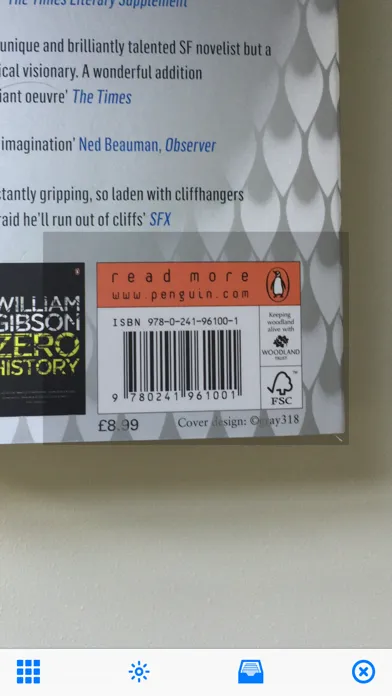 The Times Literary Supplement
unique and brilliantly talented SF novelist but a
ical visionary. A wonderful addition
iant oeuvre' The Times
imagination' Ned Beauman, Observer
stantly gripping, so laden with cliffhangers
raid he'll run out of cliffs' SFX
WILLIAM
GIBSON
ZERO
HISTORY
read more
www.penguin.com
ISBN 978-0-241-96100-1
9 780241 961001
Keeping
woodland
alive with
WOODLAND
TRUST
FSC
£8.99
Cover design: © gray318